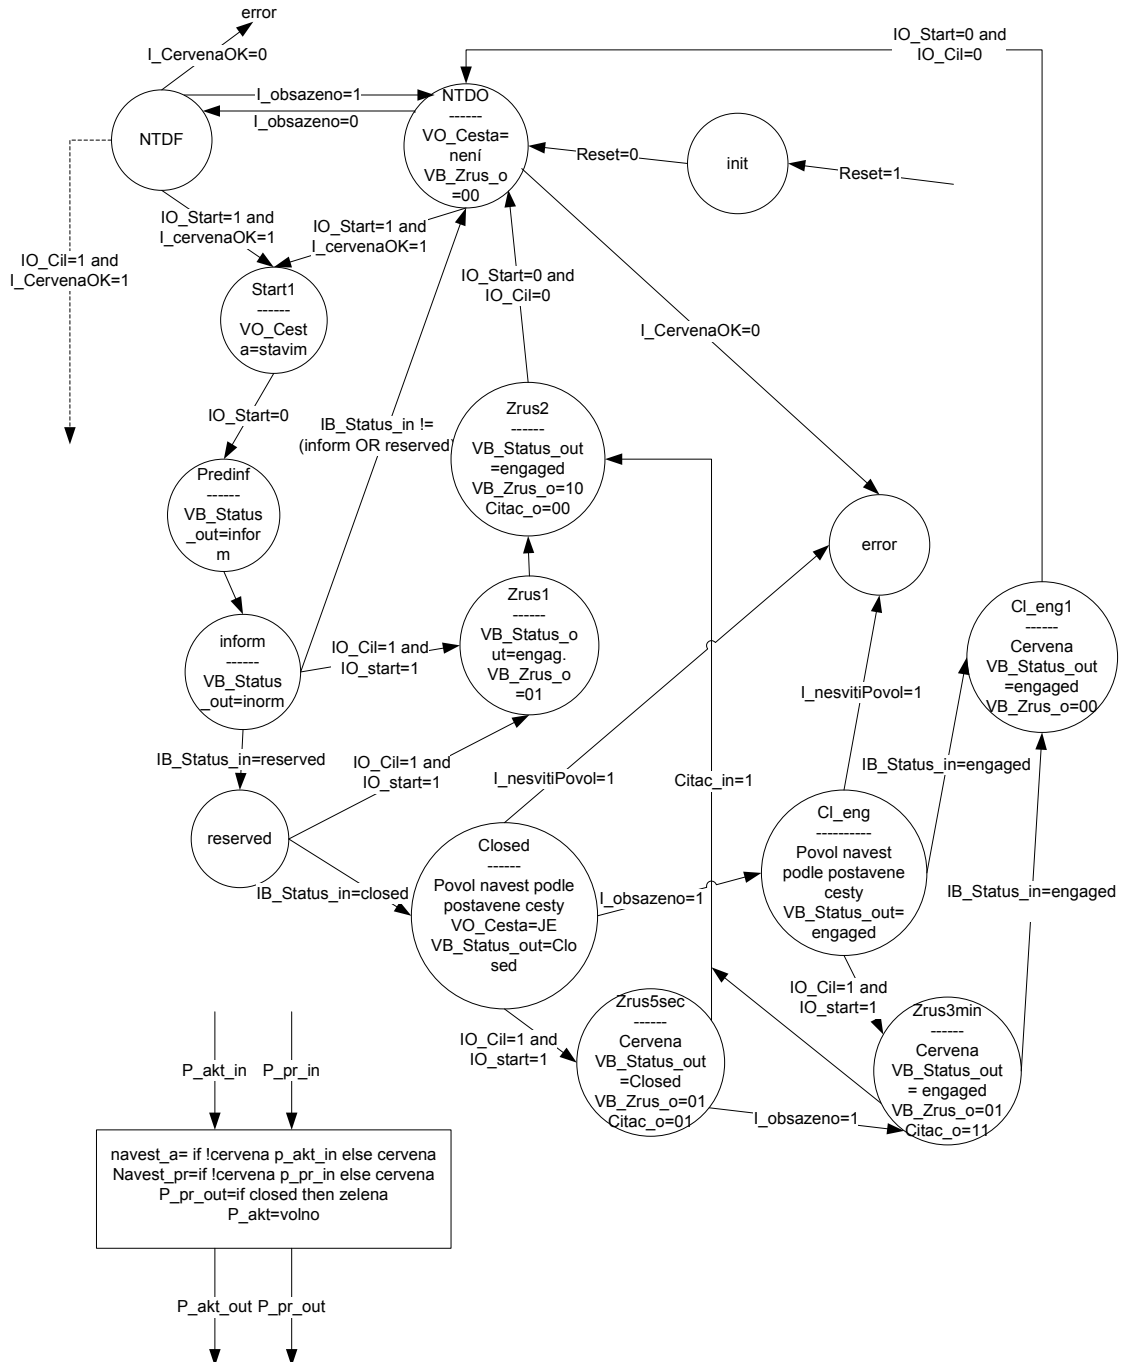 error
I_CervenaOK=0
IO_Start=0 and
IO_Cil=0
I_obsazeno=1
I_obsazeno=0
NTDF
NTDO
------
VO_Cesta=
není
VB_Zrus_o
=00
Reset=0
init
Reset=1
IO_Start=1 and
I_cervenaOK=1
IO_Start=1 and
I_cervenaOK=1
IO_Cil=1 and
I_CervenaOK=1
Start1
------
VO_Cest
a=stavim
IO_Start=0 and
IO_Cil=0
I_CervenaOK=0
IO_Start=0
IB_Status_in !=
(inform OR reserved)
Zrus2
------
VB_Status_out
=engaged
VB_Zrus_o=10
Citac_o=00
Predinf
------
VB_Status
_out=infor
m
error
Zrus1
------
VB_Status_o
ut=engag.
VB_Zrus_o
=01
Cl_eng1
------
Cervena
VB_Status_out
=engaged
VB_Zrus_o=00
inform
------
VB_Status
_out=inorm
IO_Cil=1 and
IO_start=1
I_nesvitiPovol=1
IB_Status_in=reserved
IO_Cil=1 and
IO_start=1
I_nesvitiPovol=1
Citac_in=1
IB_Status_in=engaged
reserved
Closed
------
Povol navest podle
postavene cesty
VO_Cesta=JE
VB_Status_out=Clo
sed
Cl_eng
----------
Povol navest
podle postavene
cesty
VB_Status_out=
engaged
IB_Status_in=closed
I_obsazeno=1
IB_Status_in=engaged
IO_Cil=1 and
IO_start=1
IO_Cil=1 and
IO_start=1
Zrus5sec
------
Cervena
VB_Status_out
=Closed
VB_Zrus_o=01
Citac_o=01
Zrus3min
------
Cervena
VB_Status_out
= engaged
VB_Zrus_o=01
Citac_o=11
I_obsazeno=1
P_akt_in
P_pr_in
navest_a= if !cervena p_akt_in else cervena
Navest_pr=if !cervena p_pr_in else cervena
P_pr_out=if closed then zelena
P_akt=volno
P_akt_out
P_pr_out